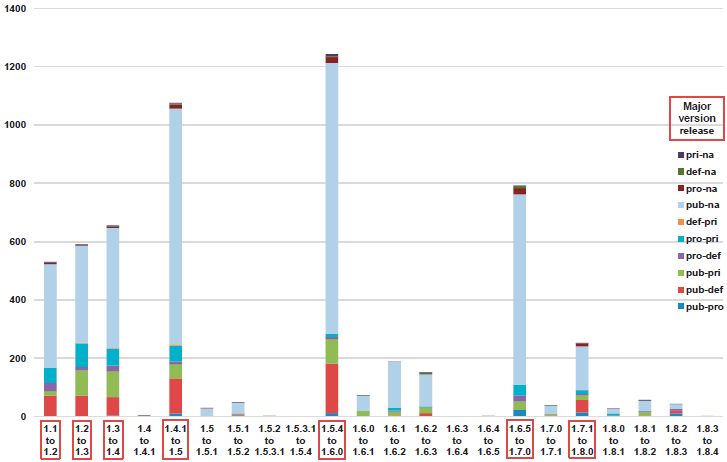 1400
1200
1000
800
600
400
200
0
Major
version
release
pri-na
def-na
pro-na
pub-na
def-pri
pro-pri
pro-def
pub-pri
pub-def
pub-pro
1.1 to 1.2
1.2 to 1.3
1.3 to 1.4
1.4 to 1.4.1
1.4.1 to 1.5
1.5 to 1.5.1
1.5.1 to 1.5.2
1.5.2 to 1.5.3.1
1.5.3.1 to 1.5.4
1.5.4 to 1.6.0
1.6.0 to 1.6.1
1.6.1 to 1.6.2
1.6.2 to 1.6.3
1.6.3 to 1.6.4
1.6.4 to 1.6.5
1.6.5 to 1.7.0
1.7.0 to 1.7.1
1.7.1 to 1.8.0
1.8.0 to 1.8.1
1.8.1 to 1.8.2
1.8.2 to 1.8.3
1.8.3 to 1.8.4